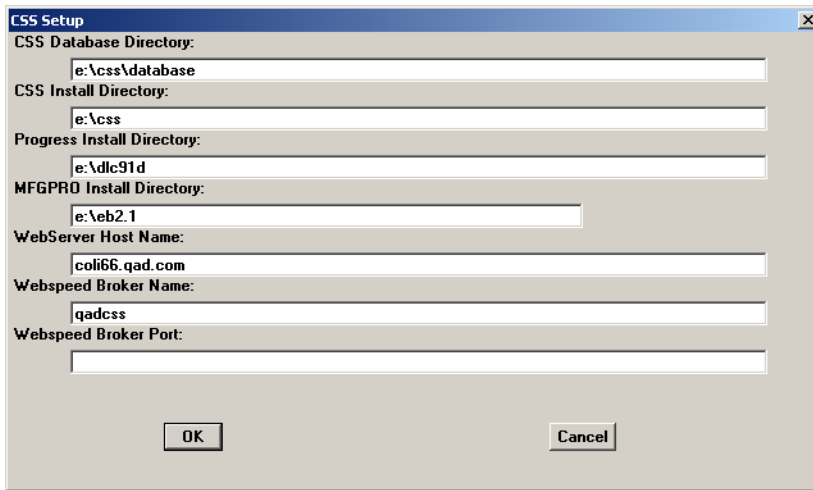 CSS Setup
CSS Database Directory:
e:\css\database
CSS Install Directory:
e:\css
Progress Install Directory:
e:\dlc91d
MFGPRO Install Directory:
e:\eb2.1
WebServer Host Name:
coli66.qad.com
Webspeed Broker Name:
qadcss
Webspeed Broker Port:
OK Cancel